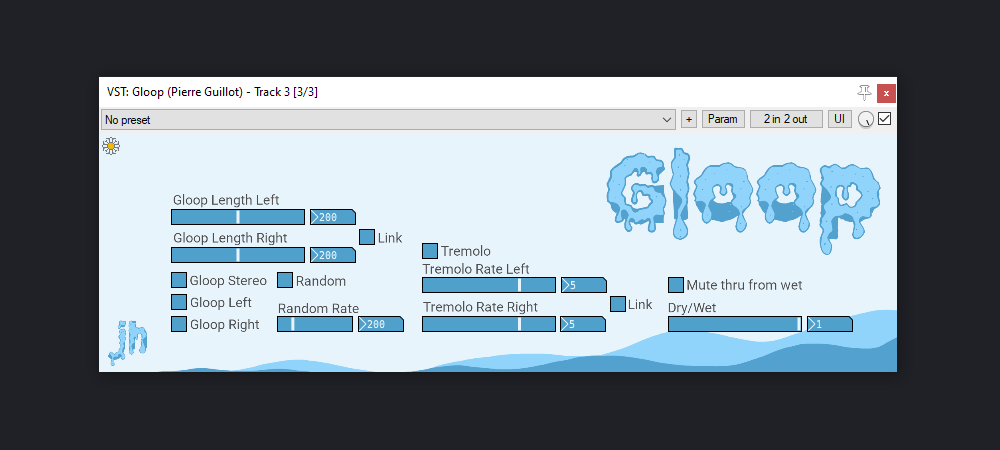 VST: Gloop (Pierre Guillot) - Track 3 [3/3]
x
No preset
+
Param
2 in 2 out
UI
Gloop
Gloop Length Left
>200
Gloop Length Right
>200
Link
Gloop Stereo
Random
Gloop Left
Gloop Right
Random Rate
>200
Tremolo
Tremolo Rate Left
>5
Tremolo Rate Right
>5
Link
Mute thru from wet
Dry/Wet
>1
jh